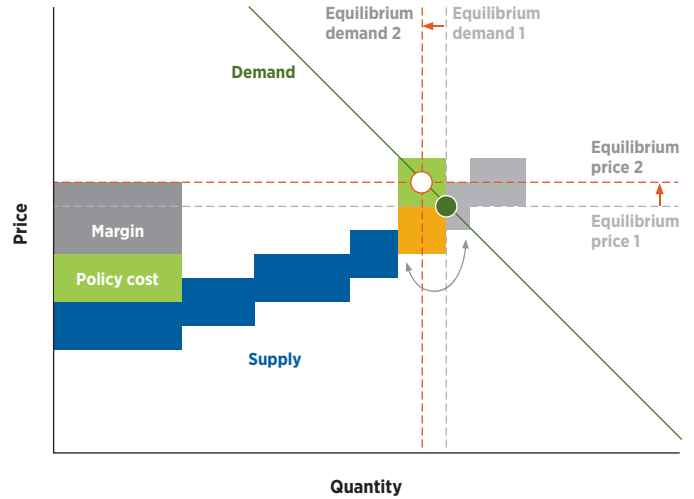 Equilibrium
demand 2
Equilibrium
demand 1
Demand
Equilibrium
price 2
Equilibrium
price 1
Price
Margin
Policy cost
Supply
Quantity